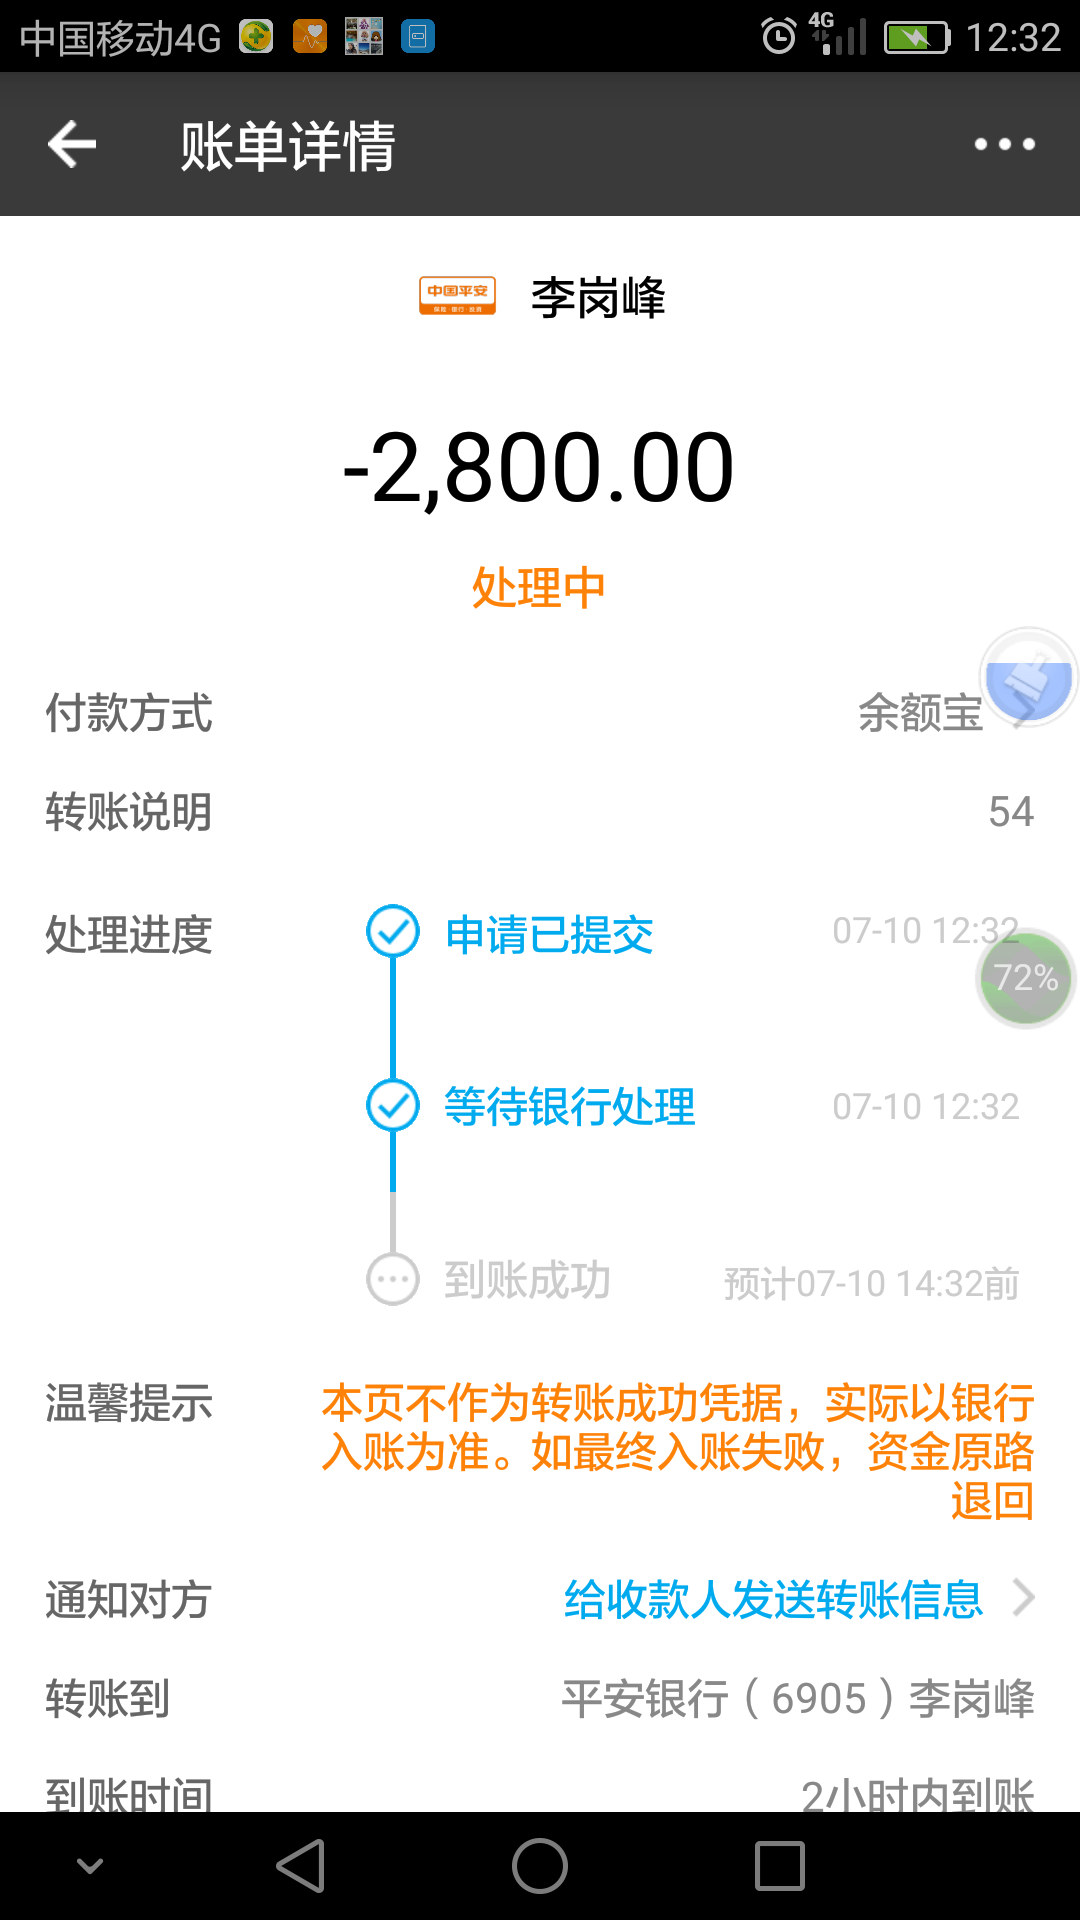 中国移动4G 4G 12:32
账单详情
中国平安 李岗峰
保险·银行·投资
-2,800.00
处理中
付款方式 余额宝
转账说明 54
处理进度 申请已提交 07-10 12:32
72%
等待银行处理 07-10 12:32
到账成功 预计07-10 14:32前
温馨提示 本页不作为转账成功凭据，实际以银行
入账为准。如最终入账失败，资金原路
退回
通知对方 给收款人发送转账信息
转账到 平安银行（6905）李岗峰
到账时间 2小时内到账